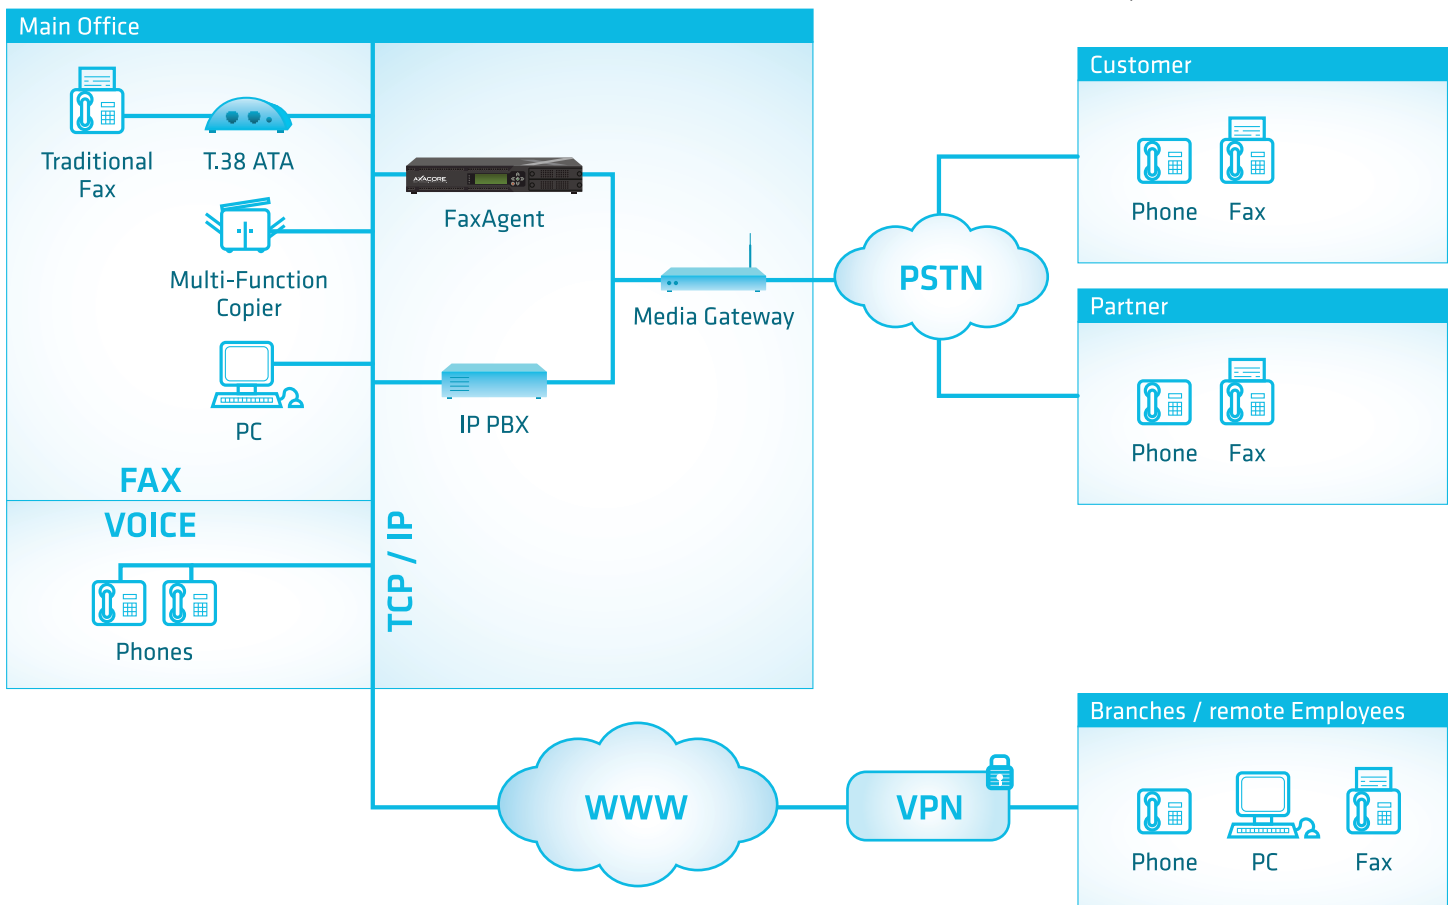 Main Office
Traditional
Fax
T.38 ATA
Multi-Function
Copier
PC
FAX
VOICE
Phones
TCP / IP
AXACORE
FaxAgent
IP PBX
Media Gateway
PSTN
Customer
Phone
Fax
Partner
Phone
Fax
WWW
VPN
Branches / remote Employees
Phone
PC
Fax